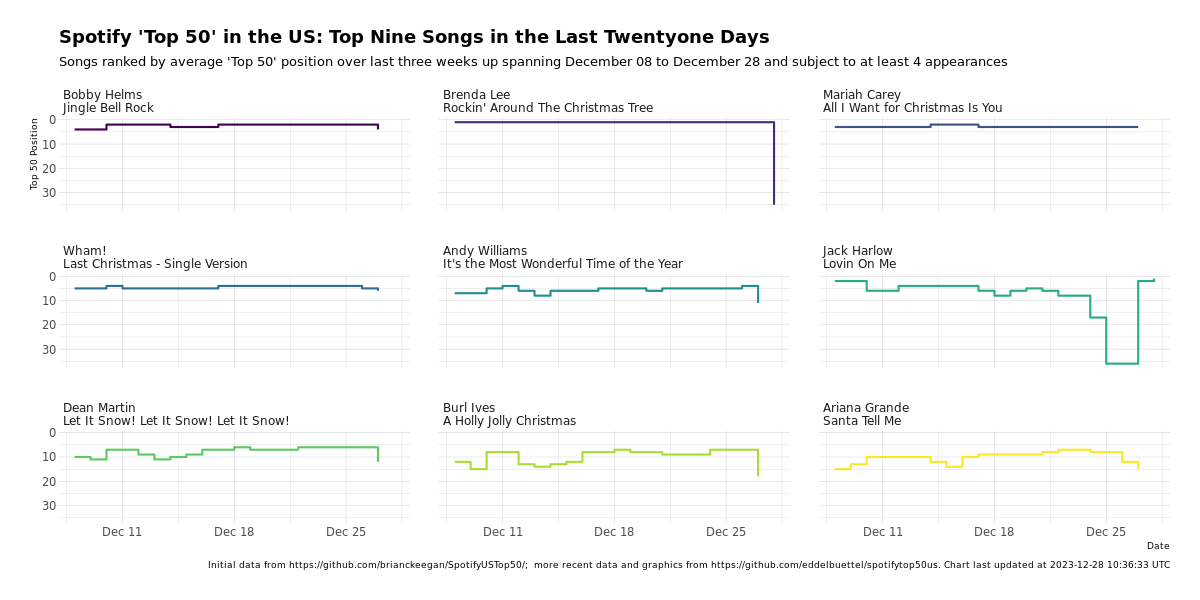 Spotify 'Top 50' in the US: Top Nine Songs in the Last Twentyone Days
Songs ranked by average 'Top 50' position over last three weeks up spanning December 08 to December 28 and subject to at least 4 appearances
Bobby Helms
Jingle Bell Rock
Brenda Lee
Rockin' Around The Christmas Tree
Mariah Carey
All I Want for Christmas Is You
Top 50 Position
0
10
20
30
Wham!
Last Christmas - Single Version
Andy Williams
It's the Most Wonderful Time of the Year
Jack Harlow
Lovin On Me
0
10
20
30
Dean Martin
Let It Snow! Let It Snow! Let It Snow!
Burl Ives
A Holly Jolly Christmas
Ariana Grande
Santa Tell Me
0
10
20
30
Dec 11 Dec 18 Dec 25 Dec 11 Dec 18 Dec 25 Dec 11 Dec 18 Dec 25
Date
Initial data from https://github.com/brianckeegan/SpotifyUSTop50/;  more recent data and graphics from https://github.com/eddelbuettel/spotifytop50us. Chart last updated at 2023-12-28 10:36:33 UTC